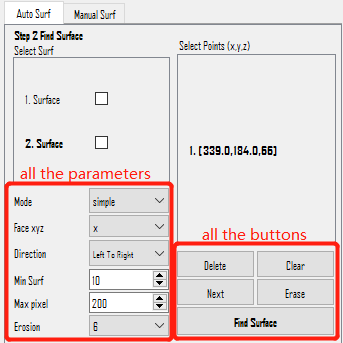 Auto Surf
Manual Surf
Step 2 Find Surface
Select Surf
1. Surface
2. Surface
all the parameters
Mode simple
Face xyz x
Direction Left To Right
Min Surf 10
Max pixel 200
Erosion 6
Select Points (x,y,z)
1. [339.0,184.0,66]
all the buttons
Delete Clear
Next Erase
Find Surface